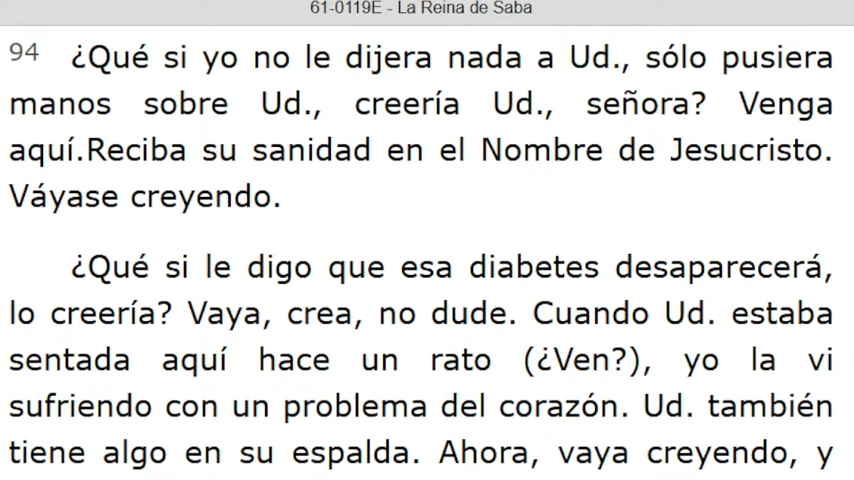 61-0119E - La Reina de Saba
94 ¿Qué si yo no le dijera nada a Ud., sólo pusiera
manos sobre Ud., creería Ud., señora? Venga
aquí.Reciba su sanidad en el Nombre de Jesucristo.
Váyase creyendo.
¿Qué si le digo que esa diabetes desaparecerá,
lo creería? Vaya, crea, no dude. Cuando Ud. estaba
sentada aquí hace un rato (¿Ven?), yo la vi
sufriendo con un problema del corazón. Ud. también
tiene algo en su espalda. Ahora, vaya creyendo, y